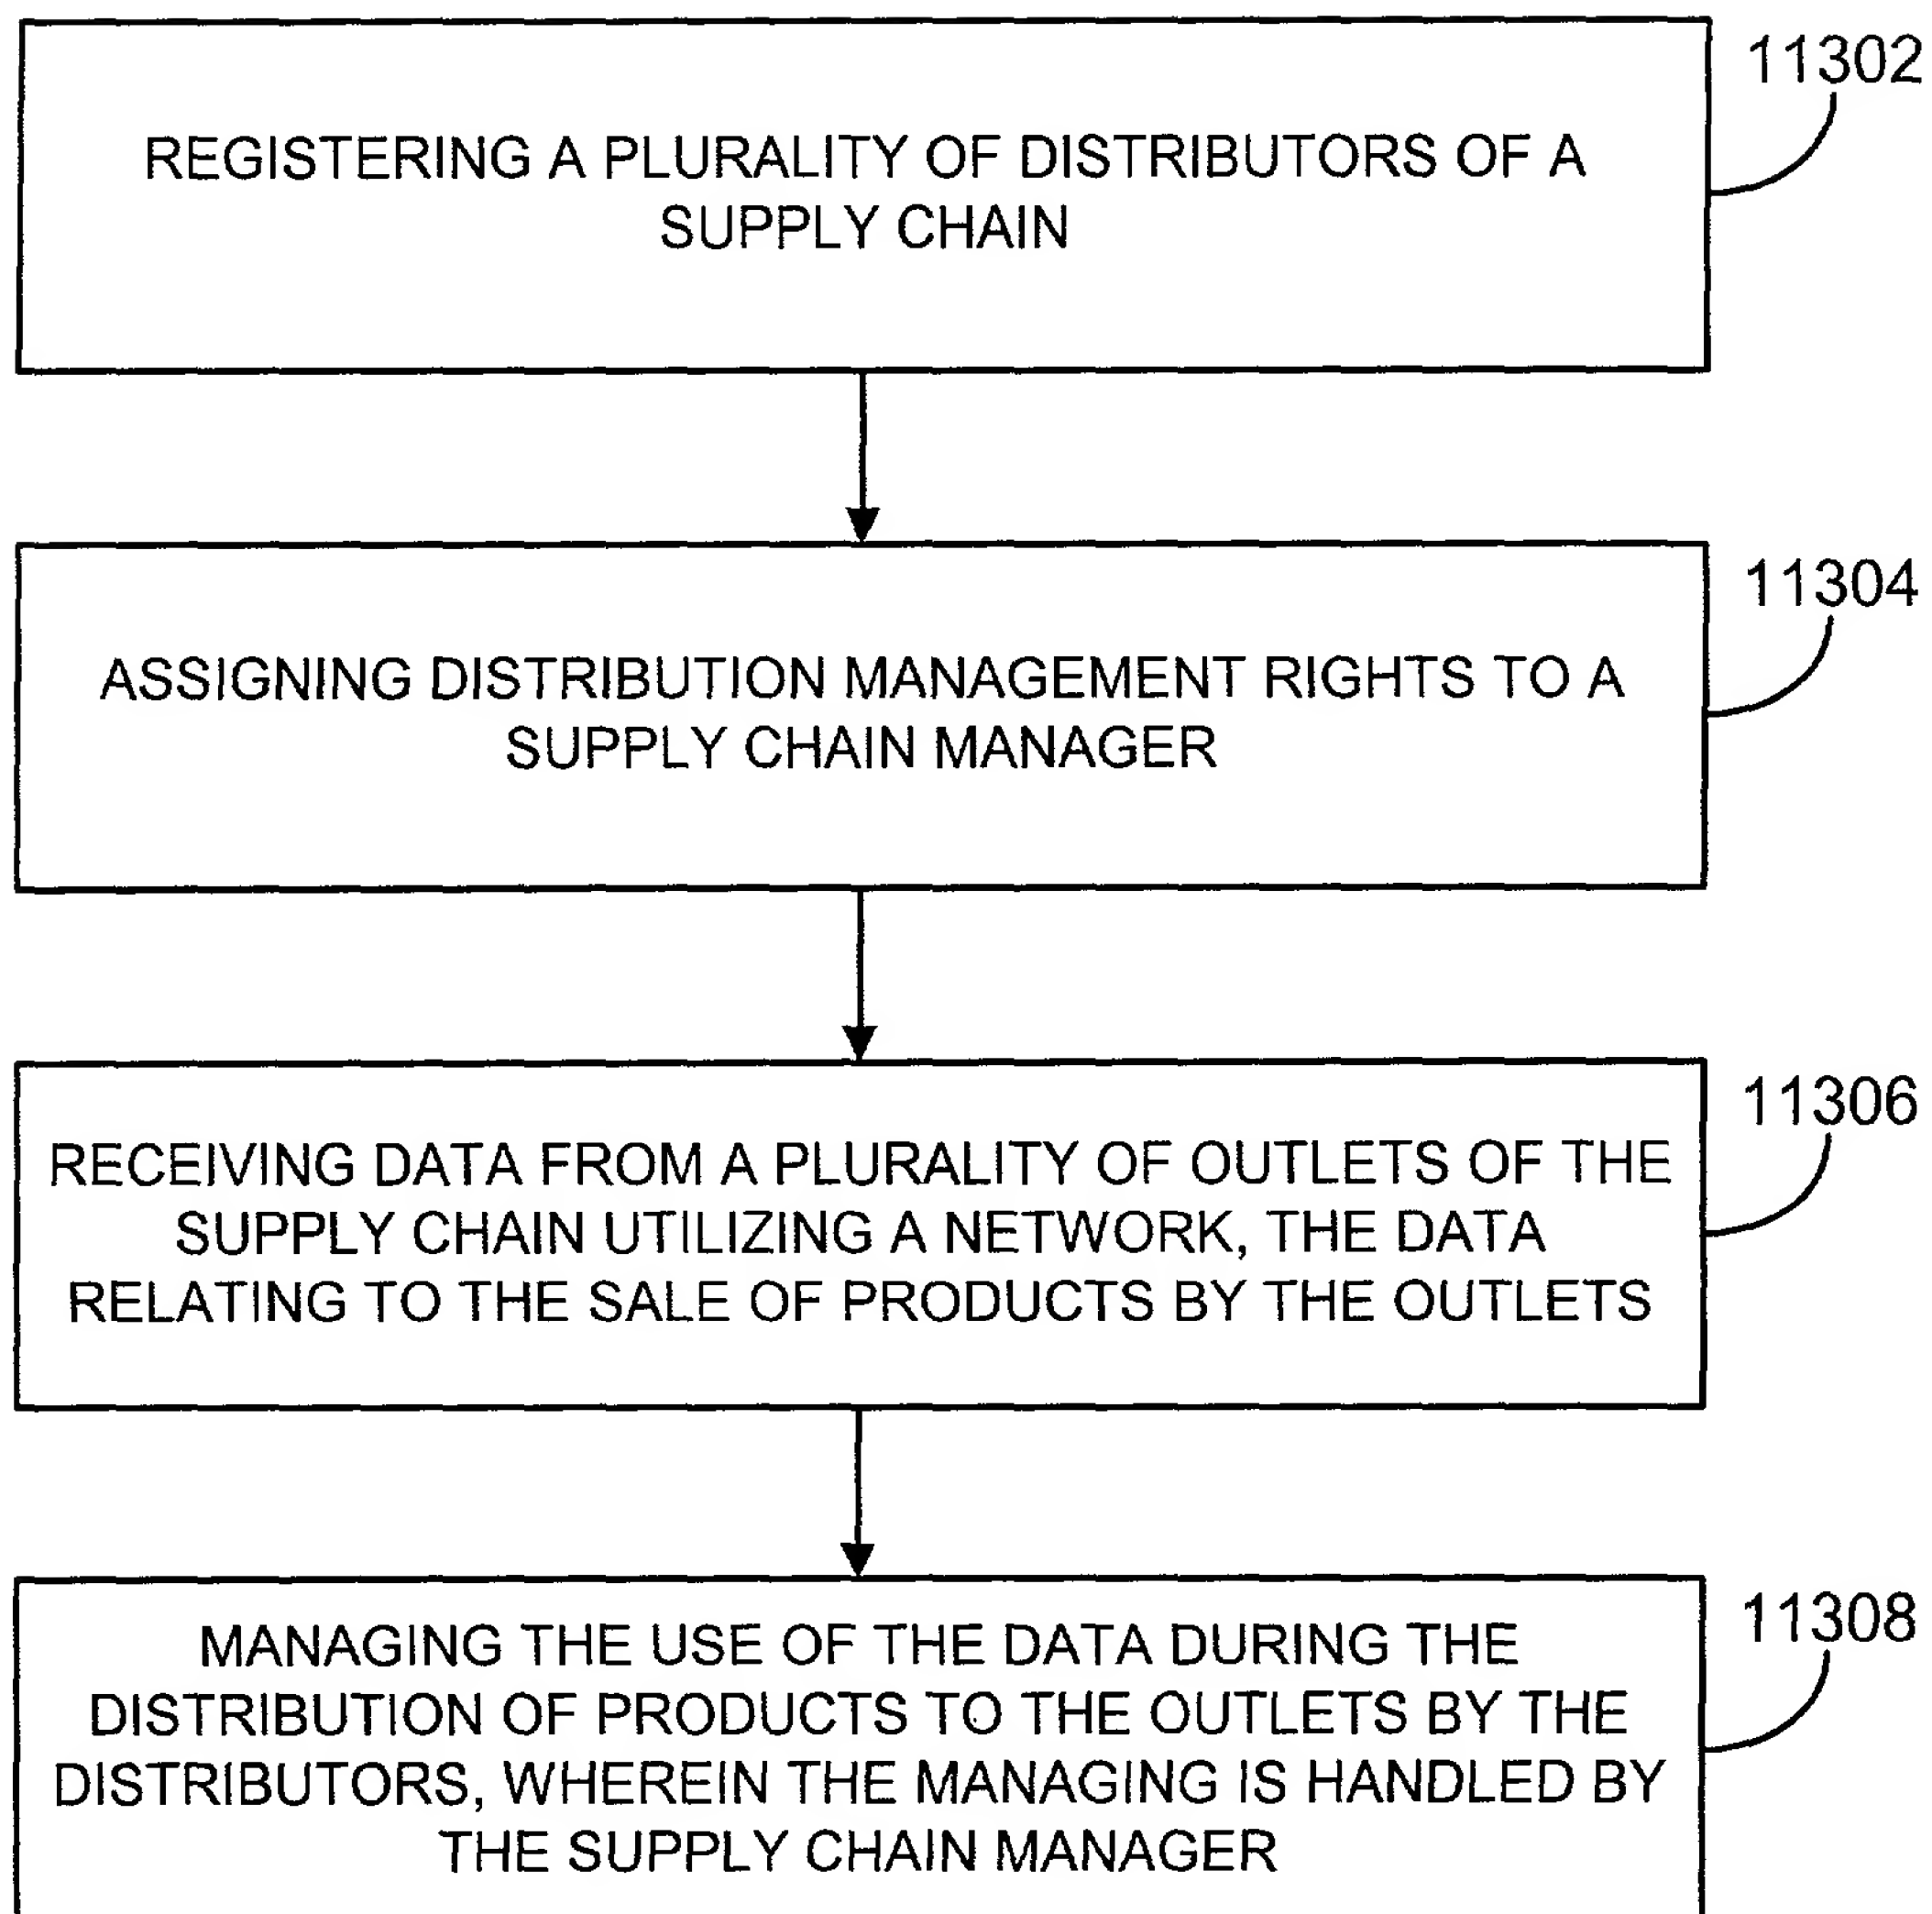 11302
REGISTERING A PLURALITY OF DISTRIBUTORS OF A
SUPPLY CHAIN
11304
ASSIGNING DISTRIBUTION MANAGEMENT RIGHTS TO A
SUPPLY CHAIN MANAGER
11306
RECEIVING DATA FROM A PLURALITY OF OUTLETS OF THE
SUPPLY CHAIN UTILIZING A NETWORK, THE DATA
RELATING TO THE SALE OF PRODUCTS BY THE OUTLETS
11308
MANAGING THE USE OF THE DATA DURING THE
DISTRIBUTION OF PRODUCTS TO THE OUTLETS BY THE
DISTRIBUTORS, WHEREIN THE MANAGING IS HANDLED BY
THE SUPPLY CHAIN MANAGER